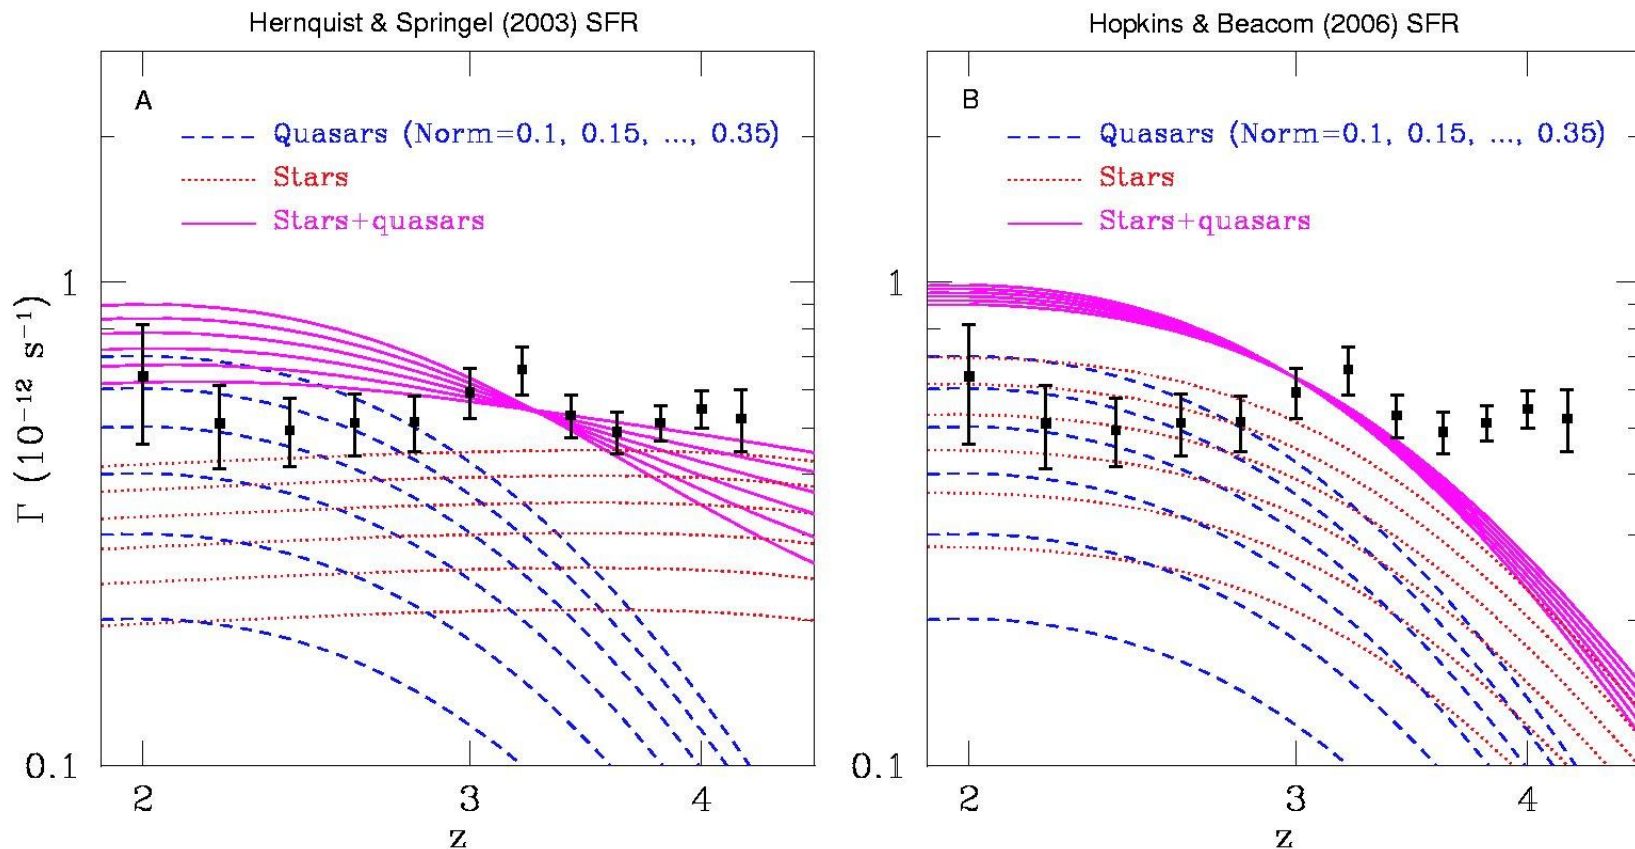 Hernquist & Springel (2003) SFR
A
Quasars (Norm=0.1, 0.15, ..., 0.35)
Stars
Stars+quasars
1
0.1
Γ (10⁻¹² s⁻¹)
2
3
4
z
Hopkins & Beacom (2006) SFR
B
Quasars (Norm=0.1, 0.15, ..., 0.35)
Stars
Stars+quasars
1
0.1
2
3
4
z